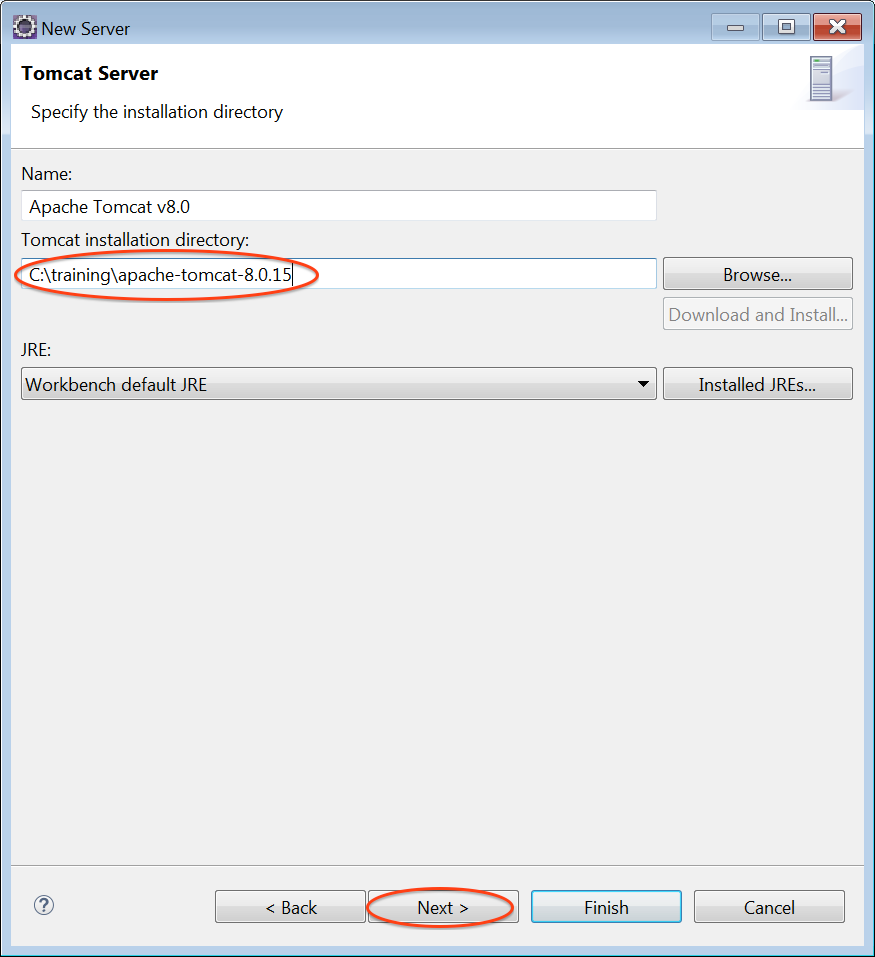 New Server
Tomcat Server
Specify the installation directory
Name:
Apache Tomcat v8.0
Tomcat installation directory:
C:\training\apache-tomcat-8.0.15
Browse...
Download and Install...
JRE:
Workbench default JRE
Installed JREs...
?
< Back
Next >
Finish
Cancel